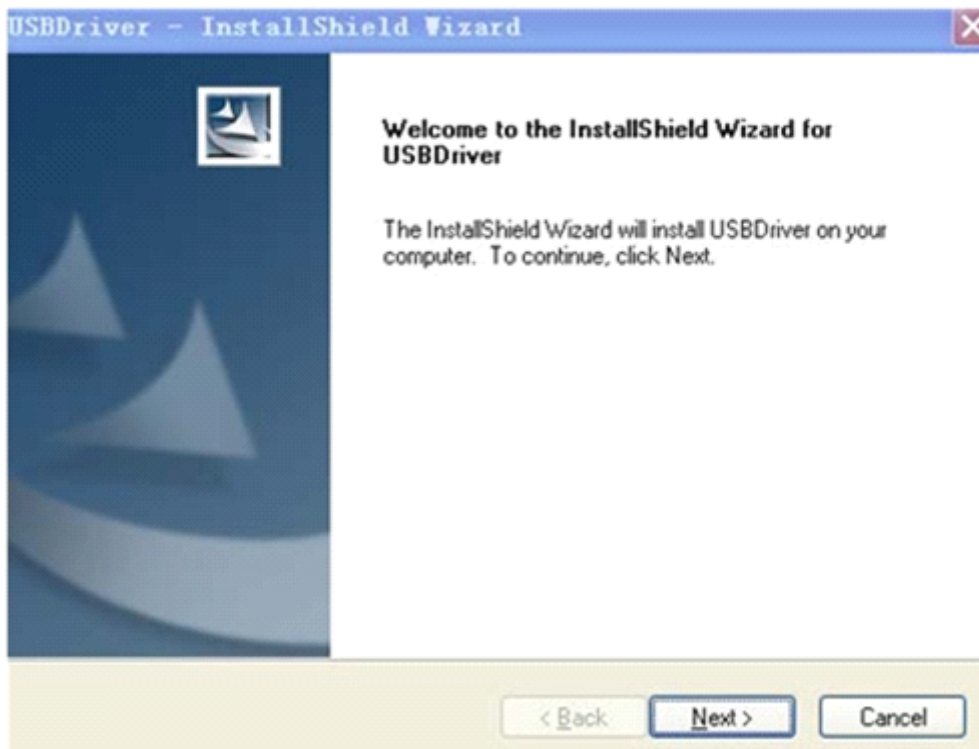 USBDriver - InstallShield Wizard
Welcome to the InstallShield Wizard for
USBDriver
The InstallShield Wizard will install USBDriver on your
computer. To continue, click Next.
< Back
Next >
Cancel